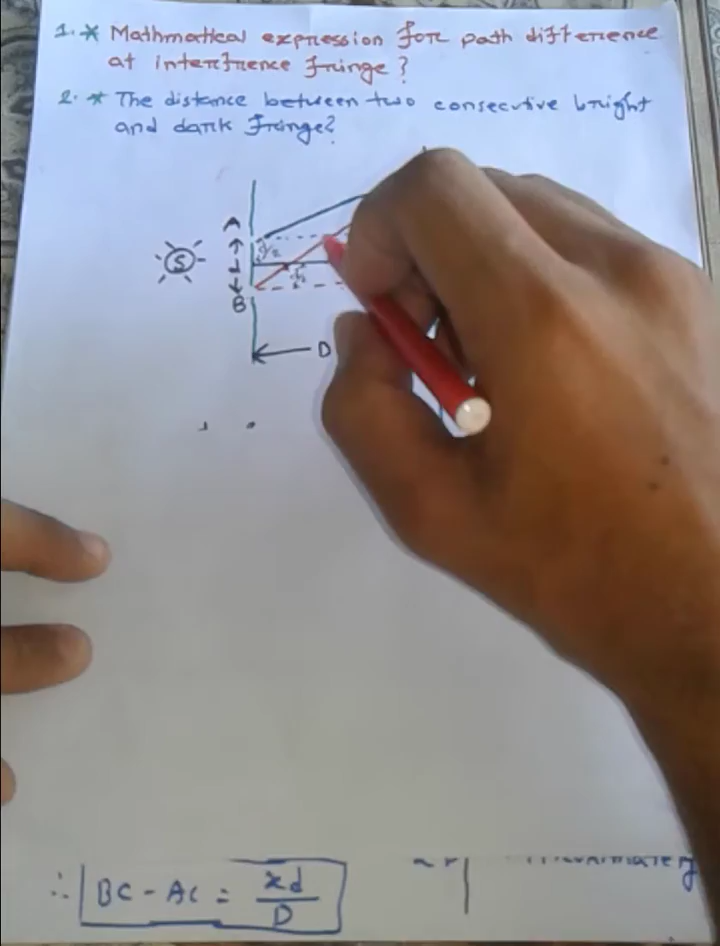 1. * Mathmatical expression for path difference
at interfrence fringe?
2. * The distance between two consecutive bright
and dark fringe?
A
S
d/2
B
D
∴ BC - AC = xd/D